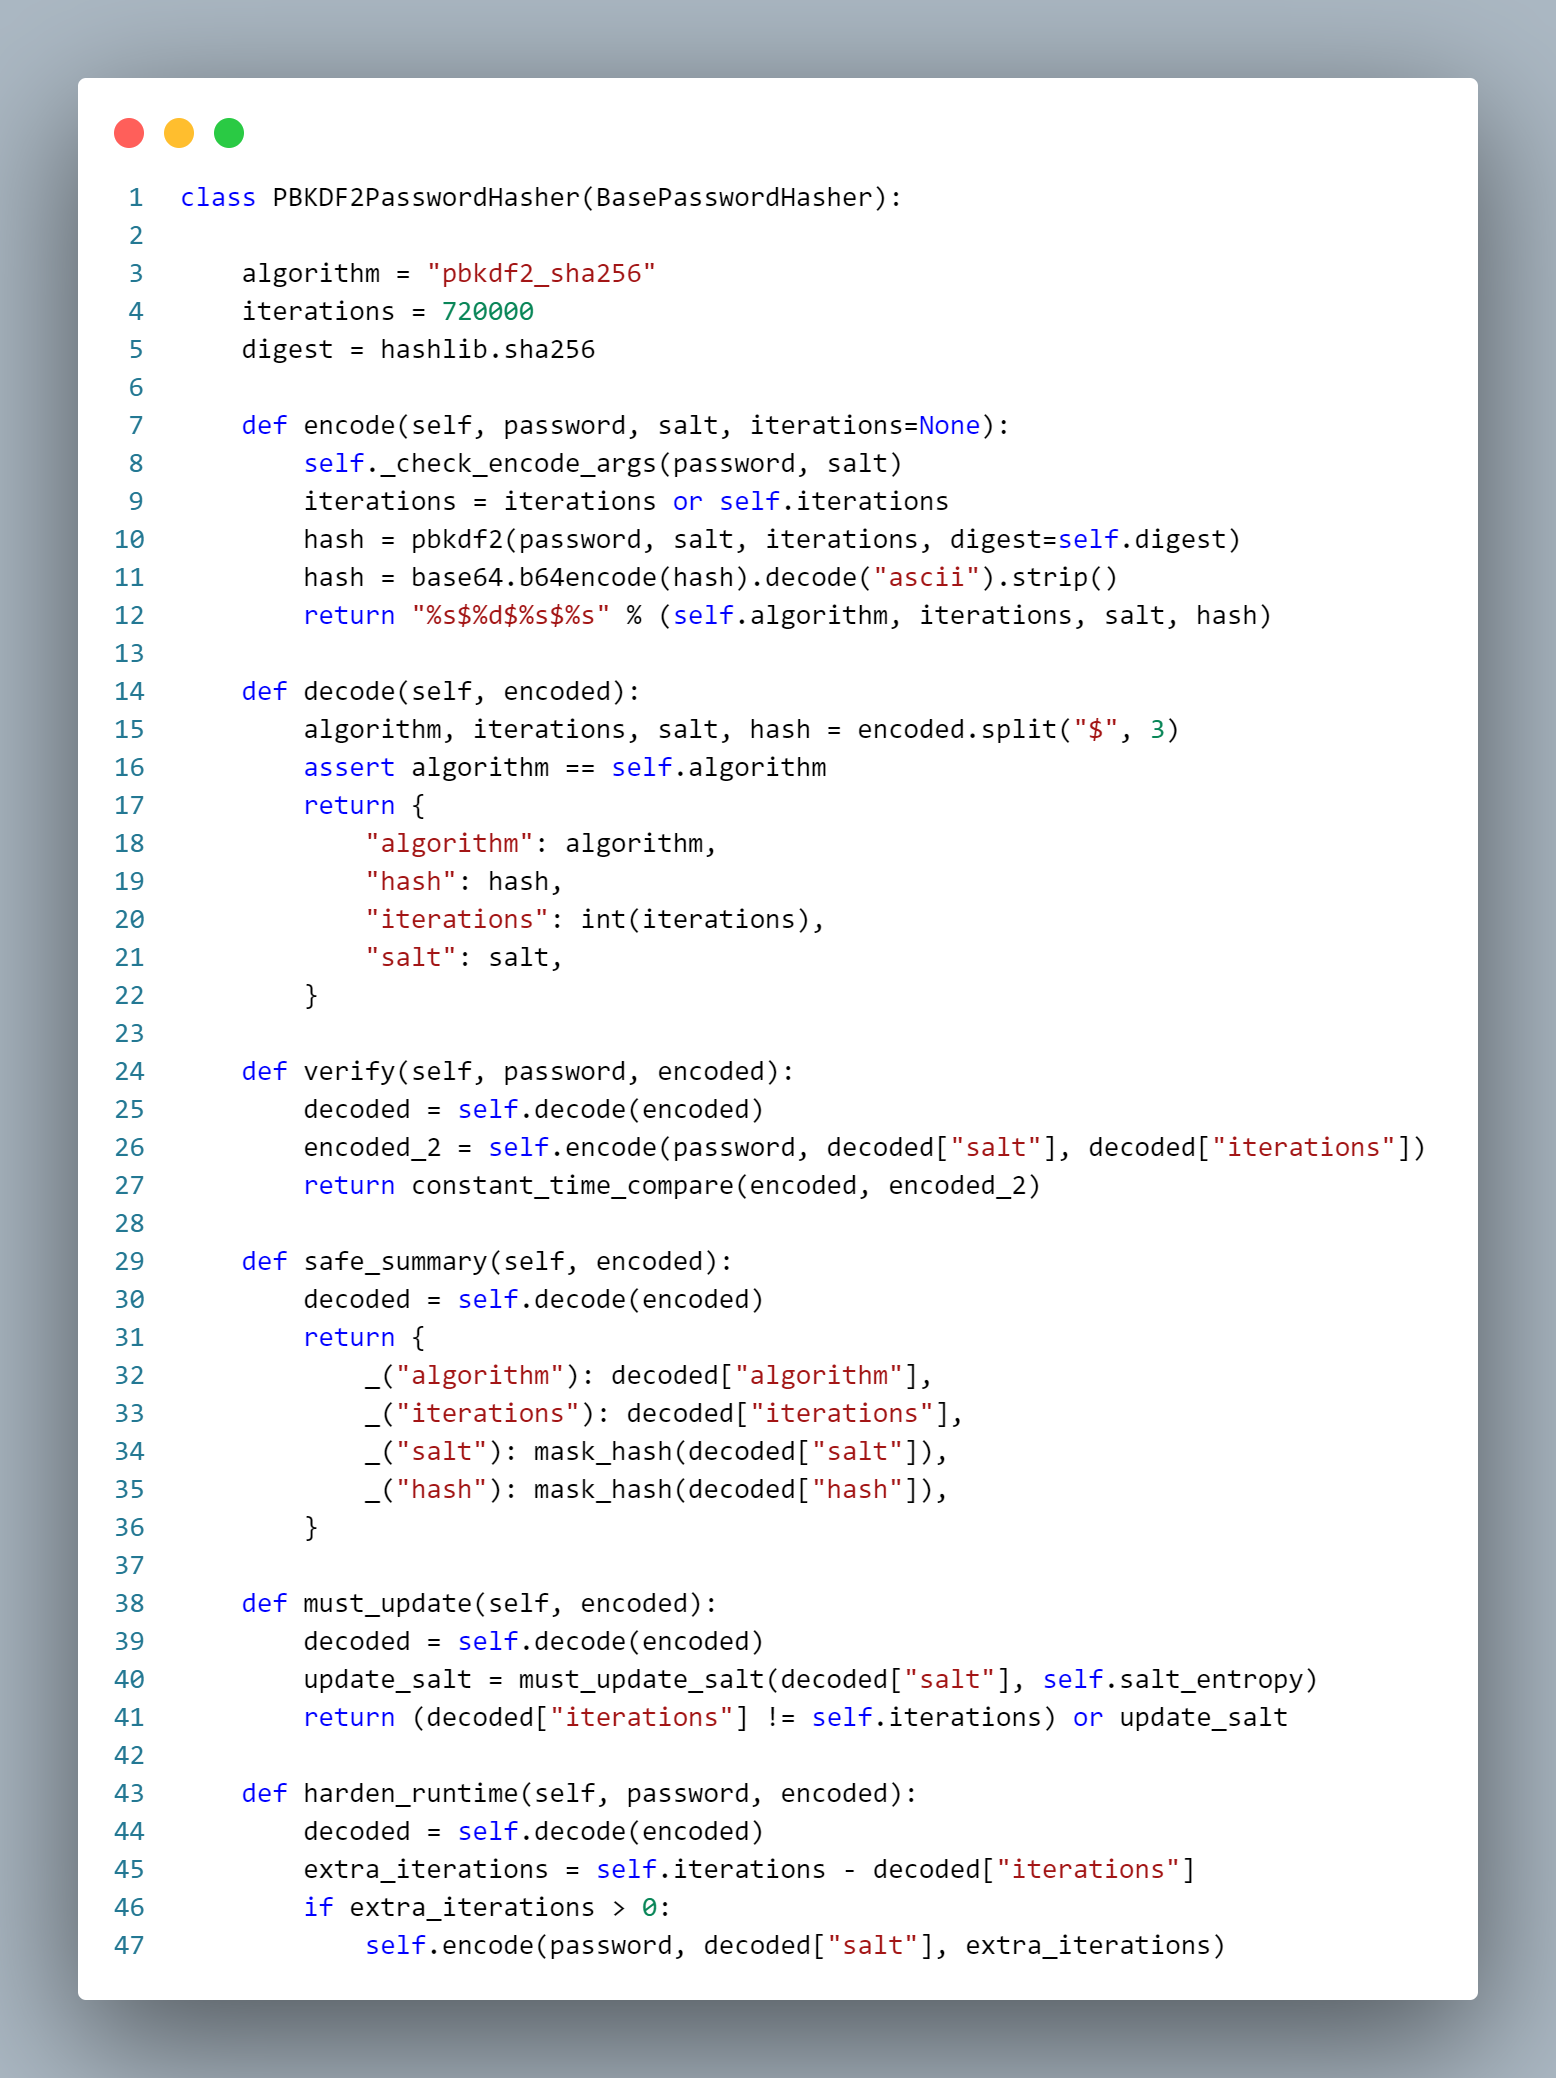 1 class PBKDF2PasswordHasher(BasePasswordHasher):
2
3     algorithm = "pbkdf2_sha256"
4     iterations = 720000
5     digest = hashlib.sha256
6
7     def encode(self, password, salt, iterations=None):
8         self._check_encode_args(password, salt)
9         iterations = iterations or self.iterations
10         hash = pbkdf2(password, salt, iterations, digest=self.digest)
11         hash = base64.b64encode(hash).decode("ascii").strip()
12         return "%s$%d$%s$%s" % (self.algorithm, iterations, salt, hash)
13
14     def decode(self, encoded):
15         algorithm, iterations, salt, hash = encoded.split("$", 3)
16         assert algorithm == self.algorithm
17         return {
18             "algorithm": algorithm,
19             "hash": hash,
20             "iterations": int(iterations),
21             "salt": salt,
22         }
23
24     def verify(self, password, encoded):
25         decoded = self.decode(encoded)
26         encoded_2 = self.encode(password, decoded["salt"], decoded["iterations"])
27         return constant_time_compare(encoded, encoded_2)
28
29     def safe_summary(self, encoded):
30         decoded = self.decode(encoded)
31         return {
32             _("algorithm"): decoded["algorithm"],
33             _("iterations"): decoded["iterations"],
34             _("salt"): mask_hash(decoded["salt"]),
35             _("hash"): mask_hash(decoded["hash"]),
36         }
37
38     def must_update(self, encoded):
39         decoded = self.decode(encoded)
40         update_salt = must_update_salt(decoded["salt"], self.salt_entropy)
41         return (decoded["iterations"] != self.iterations) or update_salt
42
43     def harden_runtime(self, password, encoded):
44         decoded = self.decode(encoded)
45         extra_iterations = self.iterations - decoded["iterations"]
46         if extra_iterations > 0:
47             self.encode(password, decoded["salt"], extra_iterations)